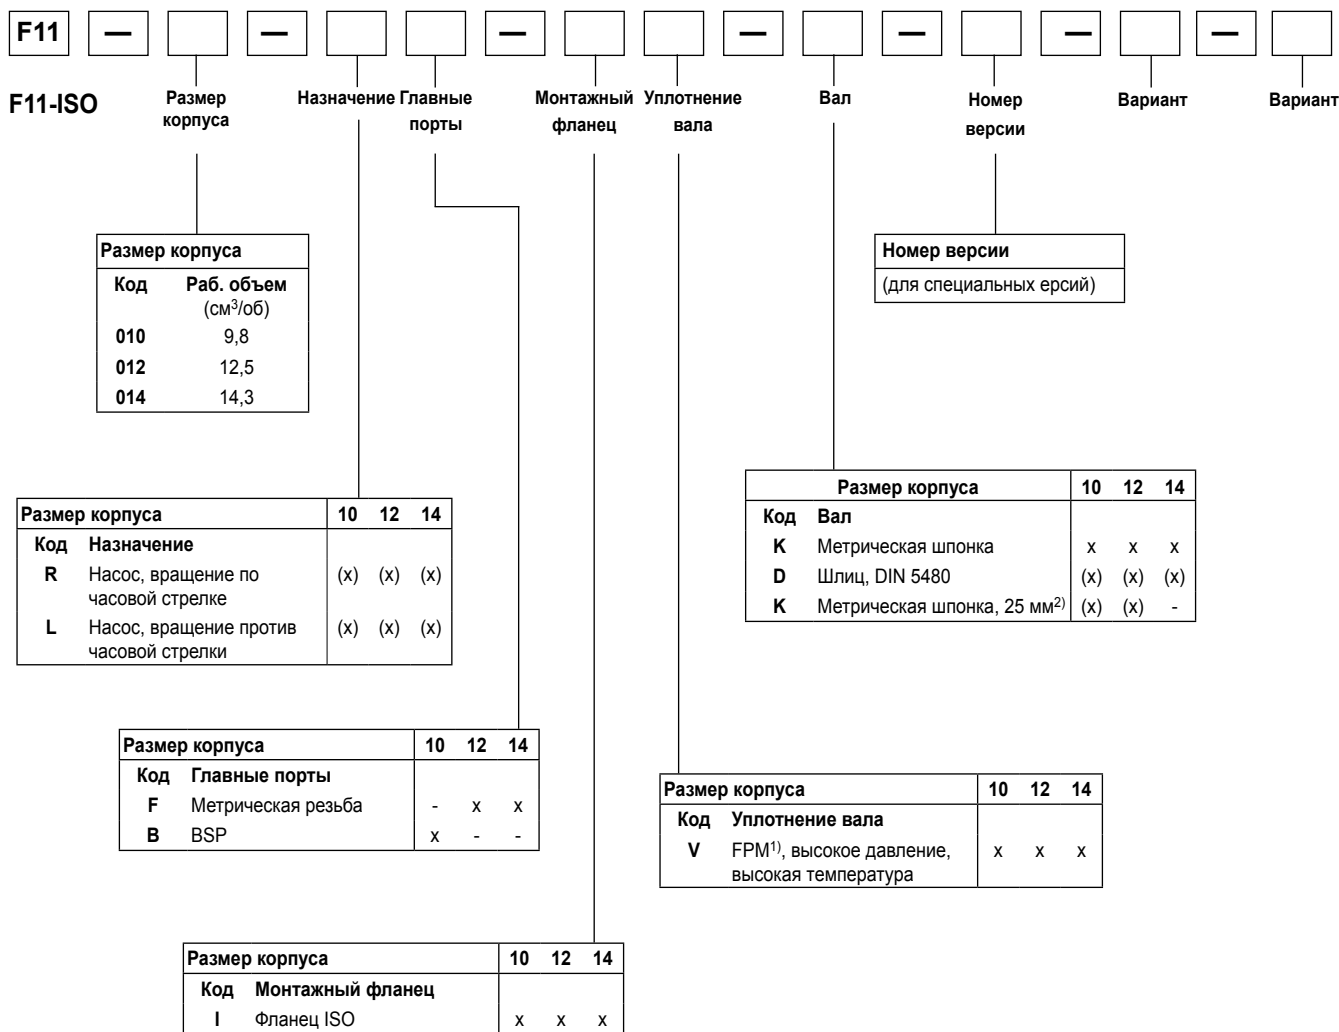 F11 — — — — — — —
F11-ISO
Размер
корпуса
Назначение
Главные
порты
Монтажный
фланец
Уплотнение
вала
Вал
Номер
версии
Вариант
Вариант
Размер корпуса
Код Раб. объем
(см³/об)
010 9,8
012 12,5
014 14,3
Номер версии
(для специальных ерсий)
Размер корпуса 10 12 14
Код Назначение
R Насос, вращение по (x) (x) (x)
часовой стрелке
L Насос, вращение против (x) (x) (x)
часовой стрелки
Размер корпуса 10 12 14
Код Вал
K Метрическая шпонка x x x
D Шлиц, DIN 5480 (x) (x) (x)
K Метрическая шпонка, 25 мм²⁾ (x) (x) -
Размер корпуса 10 12 14
Код Главные порты
F Метрическая резьба - x x
B BSP x - -
Размер корпуса 10 12 14
Код Уплотнение вала
V FPM¹⁾, высокое давление, x x x
высокая температура
Размер корпуса 10 12 14
Код Монтажный фланец
I Фланец ISO x x x